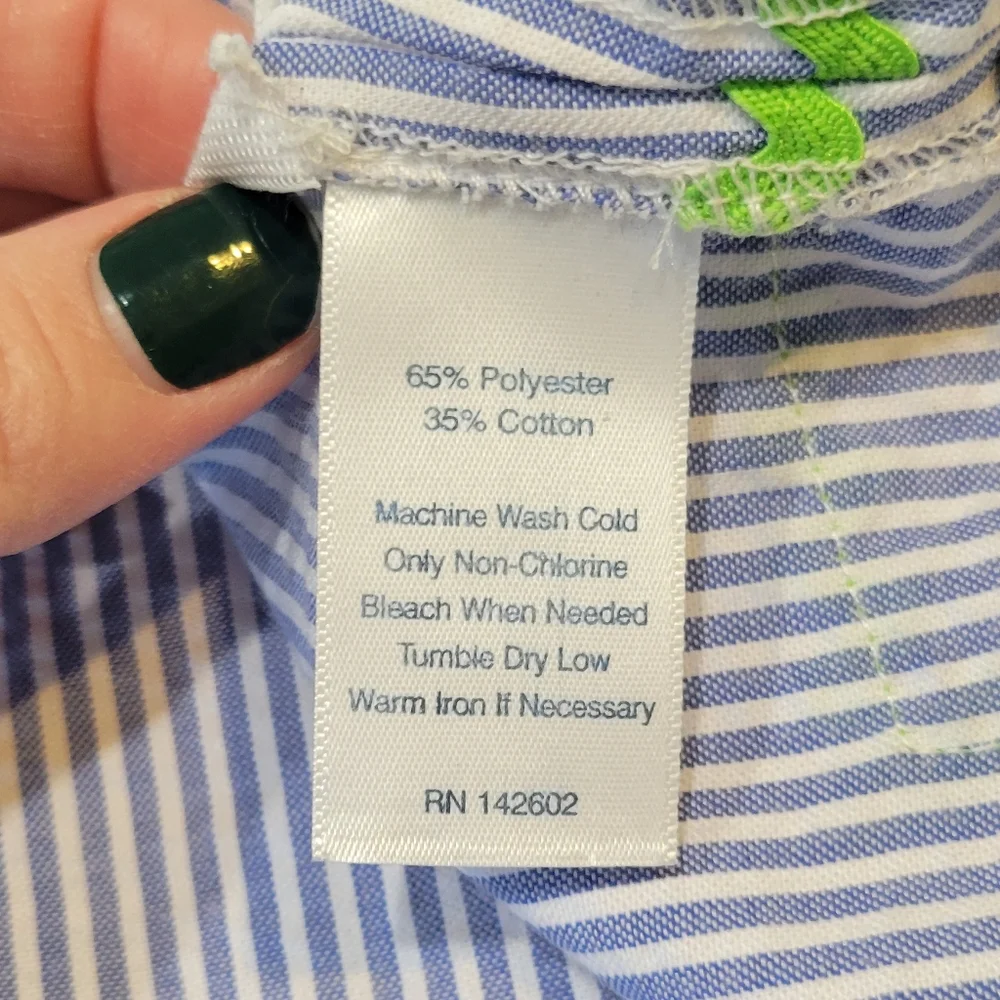 65% Polyester
35% Cotton
Machine Wash Cold
Only Non-Chlorine
Bleach When Needed
Tumble Dry Low
Warm Iron If Necessary
RN 142602